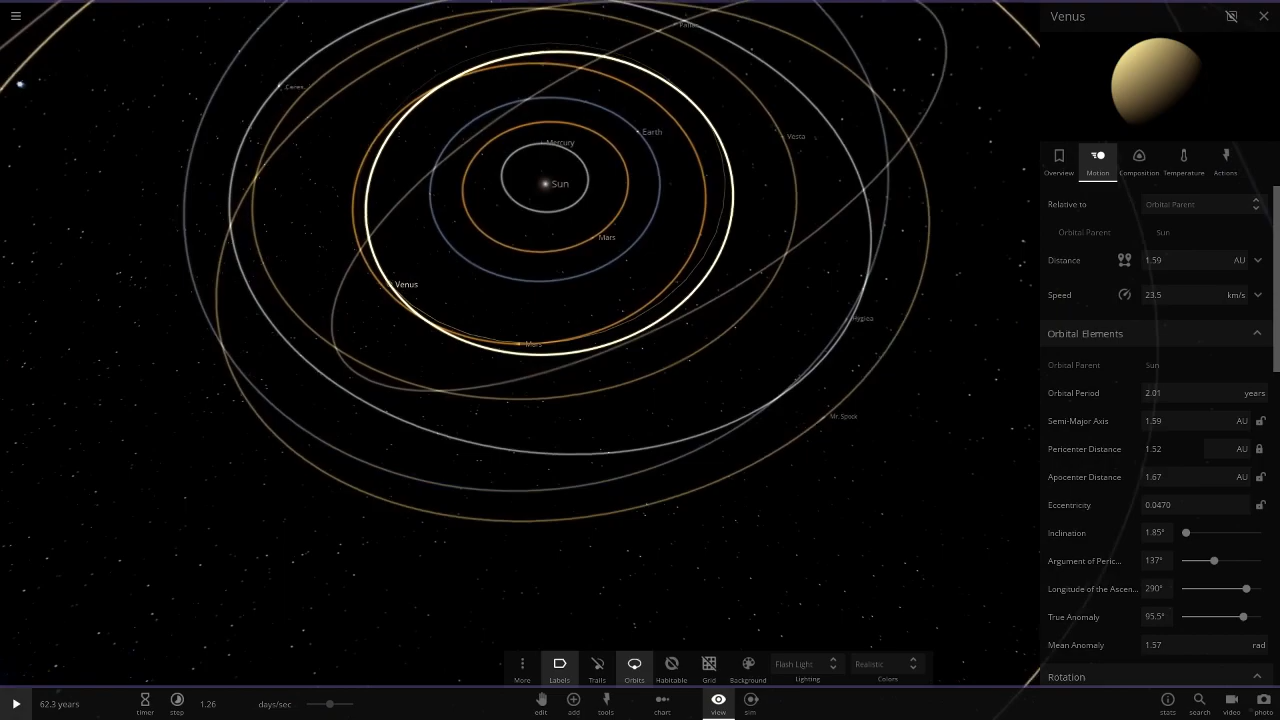 Venus
Pallas
Ceres
Earth
Vesta
Mercury
Sun
Mars
Venus
Hygiea
Mars
Mr. Spock
Overview Motion Composition Temperature Actions
Relative to Orbital Parent
Orbital Parent Sun
Distance 1.59 AU
Speed 23.5 km/s
Orbital Elements
Orbital Parent Sun
Orbital Period 2.01 years
Semi-Major Axis 1.59 AU
Pericenter Distance 1.52 AU
Apocenter Distance 1.67 AU
Eccentricity 0.0470
Inclination 1.85°
Argument of Peric... 137°
Longitude of the Ascen... 290°
True Anomaly 95.5°
Mean Anomaly 1.57 rad
Rotation
Flash Light Realistic
More Labels Trails Orbits Habitable Grid Background Lighting Colors
62.3 years timer step 1.26 days/sec edit add tools chart view sim stats search video photo